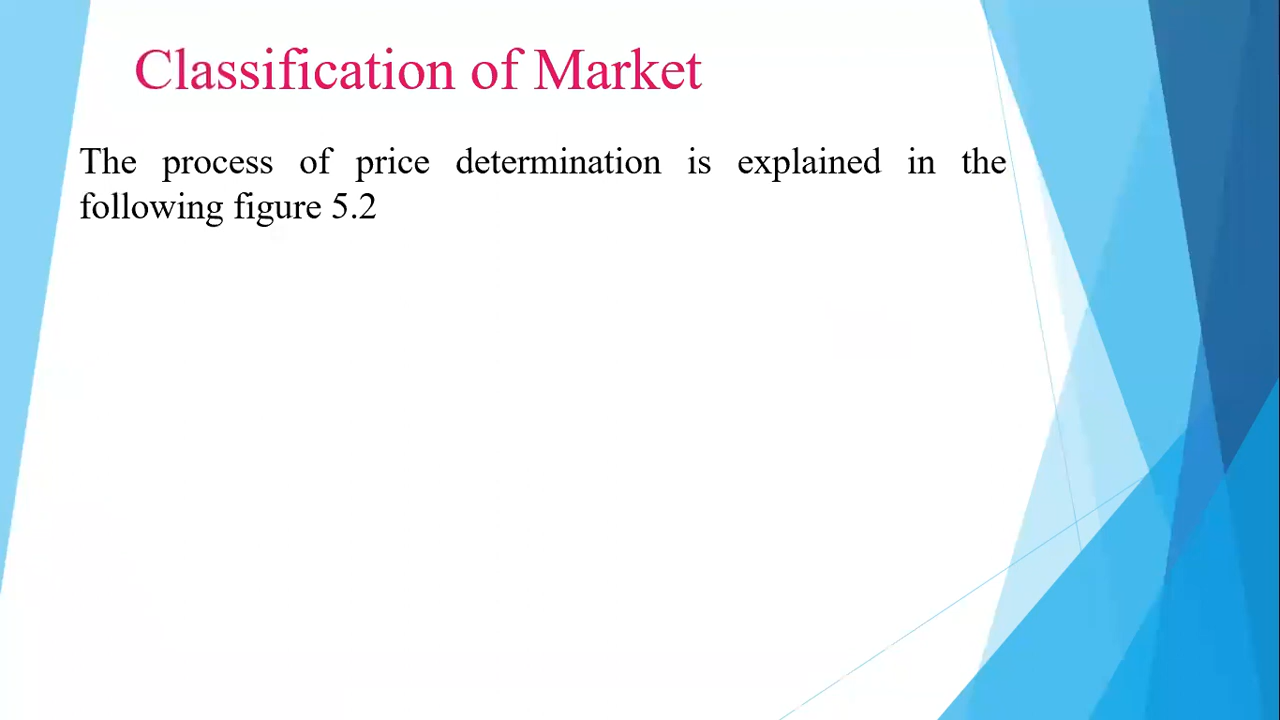 Classification of Market
The process of price determination is explained in the
following figure 5.2